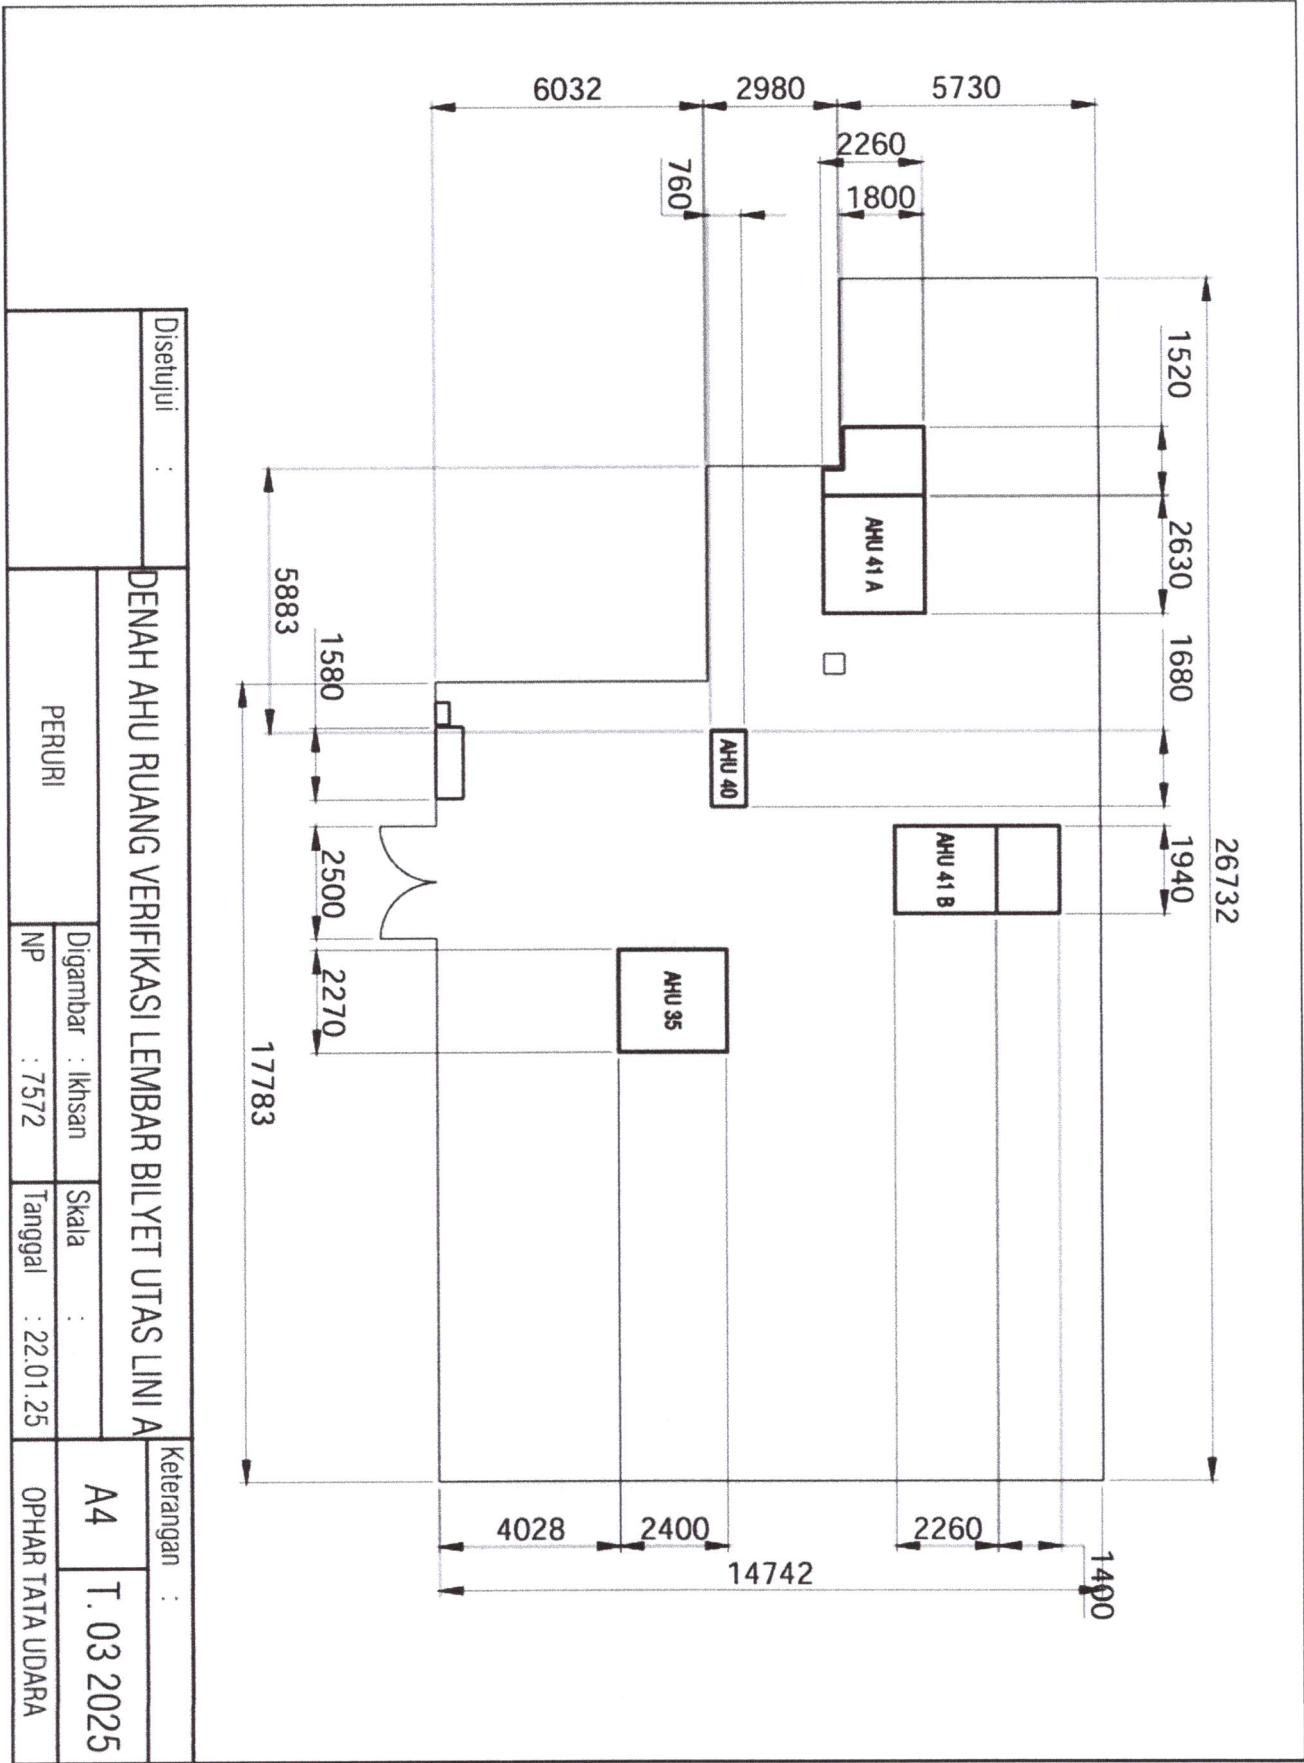 26732
1520
2630
1680
1940
5730
2980
6032
2260
1800
760
AHU 41 A
AHU 40
AHU 41 B
AHU 35
1400
2260
2400
4028
14742
5883
1580
2500
2270
17783
Disetujui :
DENAH AHU RUANG VERIFIKASI LEMBAR BILYET UTAS LINI A
Keterangan :
PERURI
Digambar : Ikhsan
Skala :
A4
T. 03 2025
NP : 7572
Tanggal : 22.01.25
OPHAR TATA UDARA